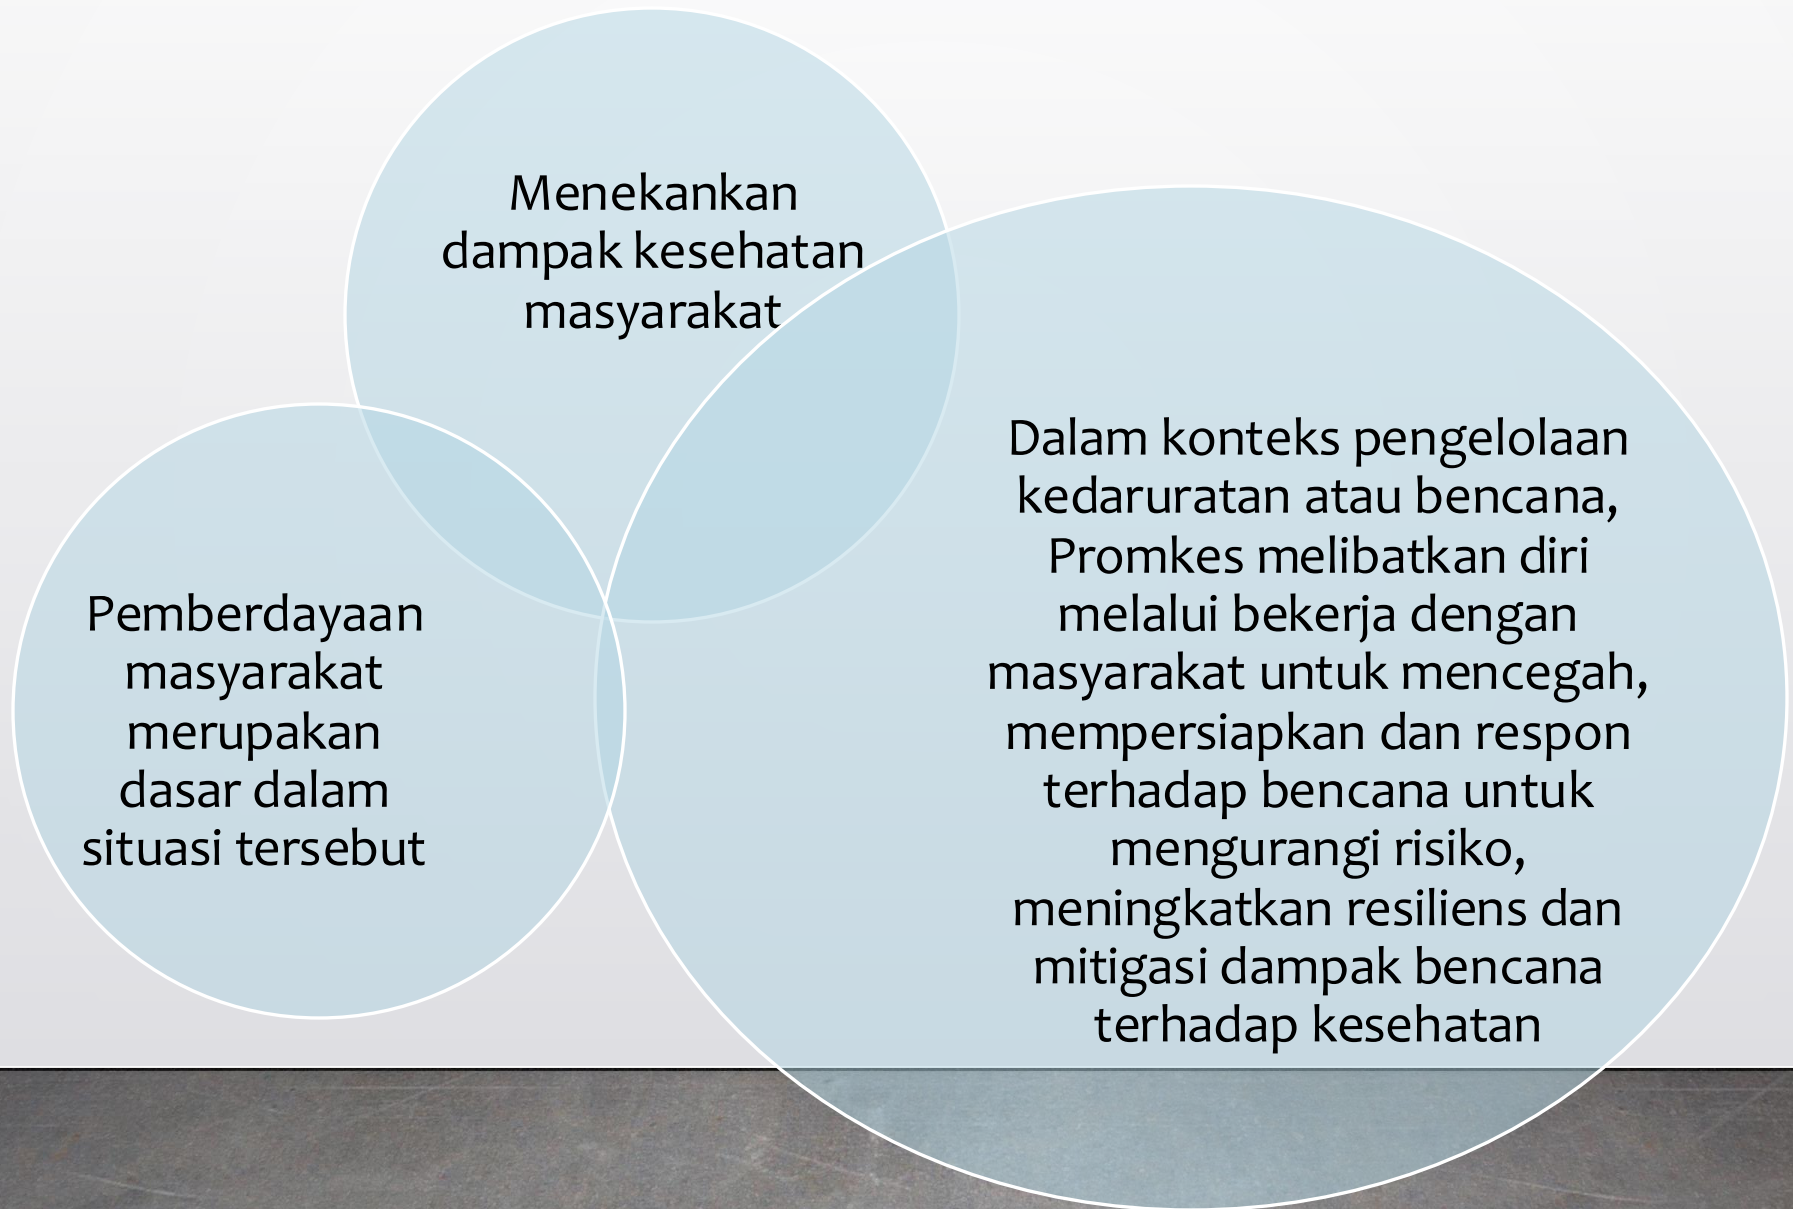 Menekankan
dampak kesehatan
masyarakat
Dalam konteks pengelolaan
kedaruratan atau bencana,
Promkes melibatkan diri
melalui bekerja dengan
masyarakat untuk mencegah,
mempersiapkan dan respon
terhadap bencana untuk
mengurangi risiko,
meningkatkan resiliens dan
mitigasi dampak bencana
terhadap kesehatan
Pemberdayaan
masyarakat
merupakan
dasar dalam
situasi tersebut